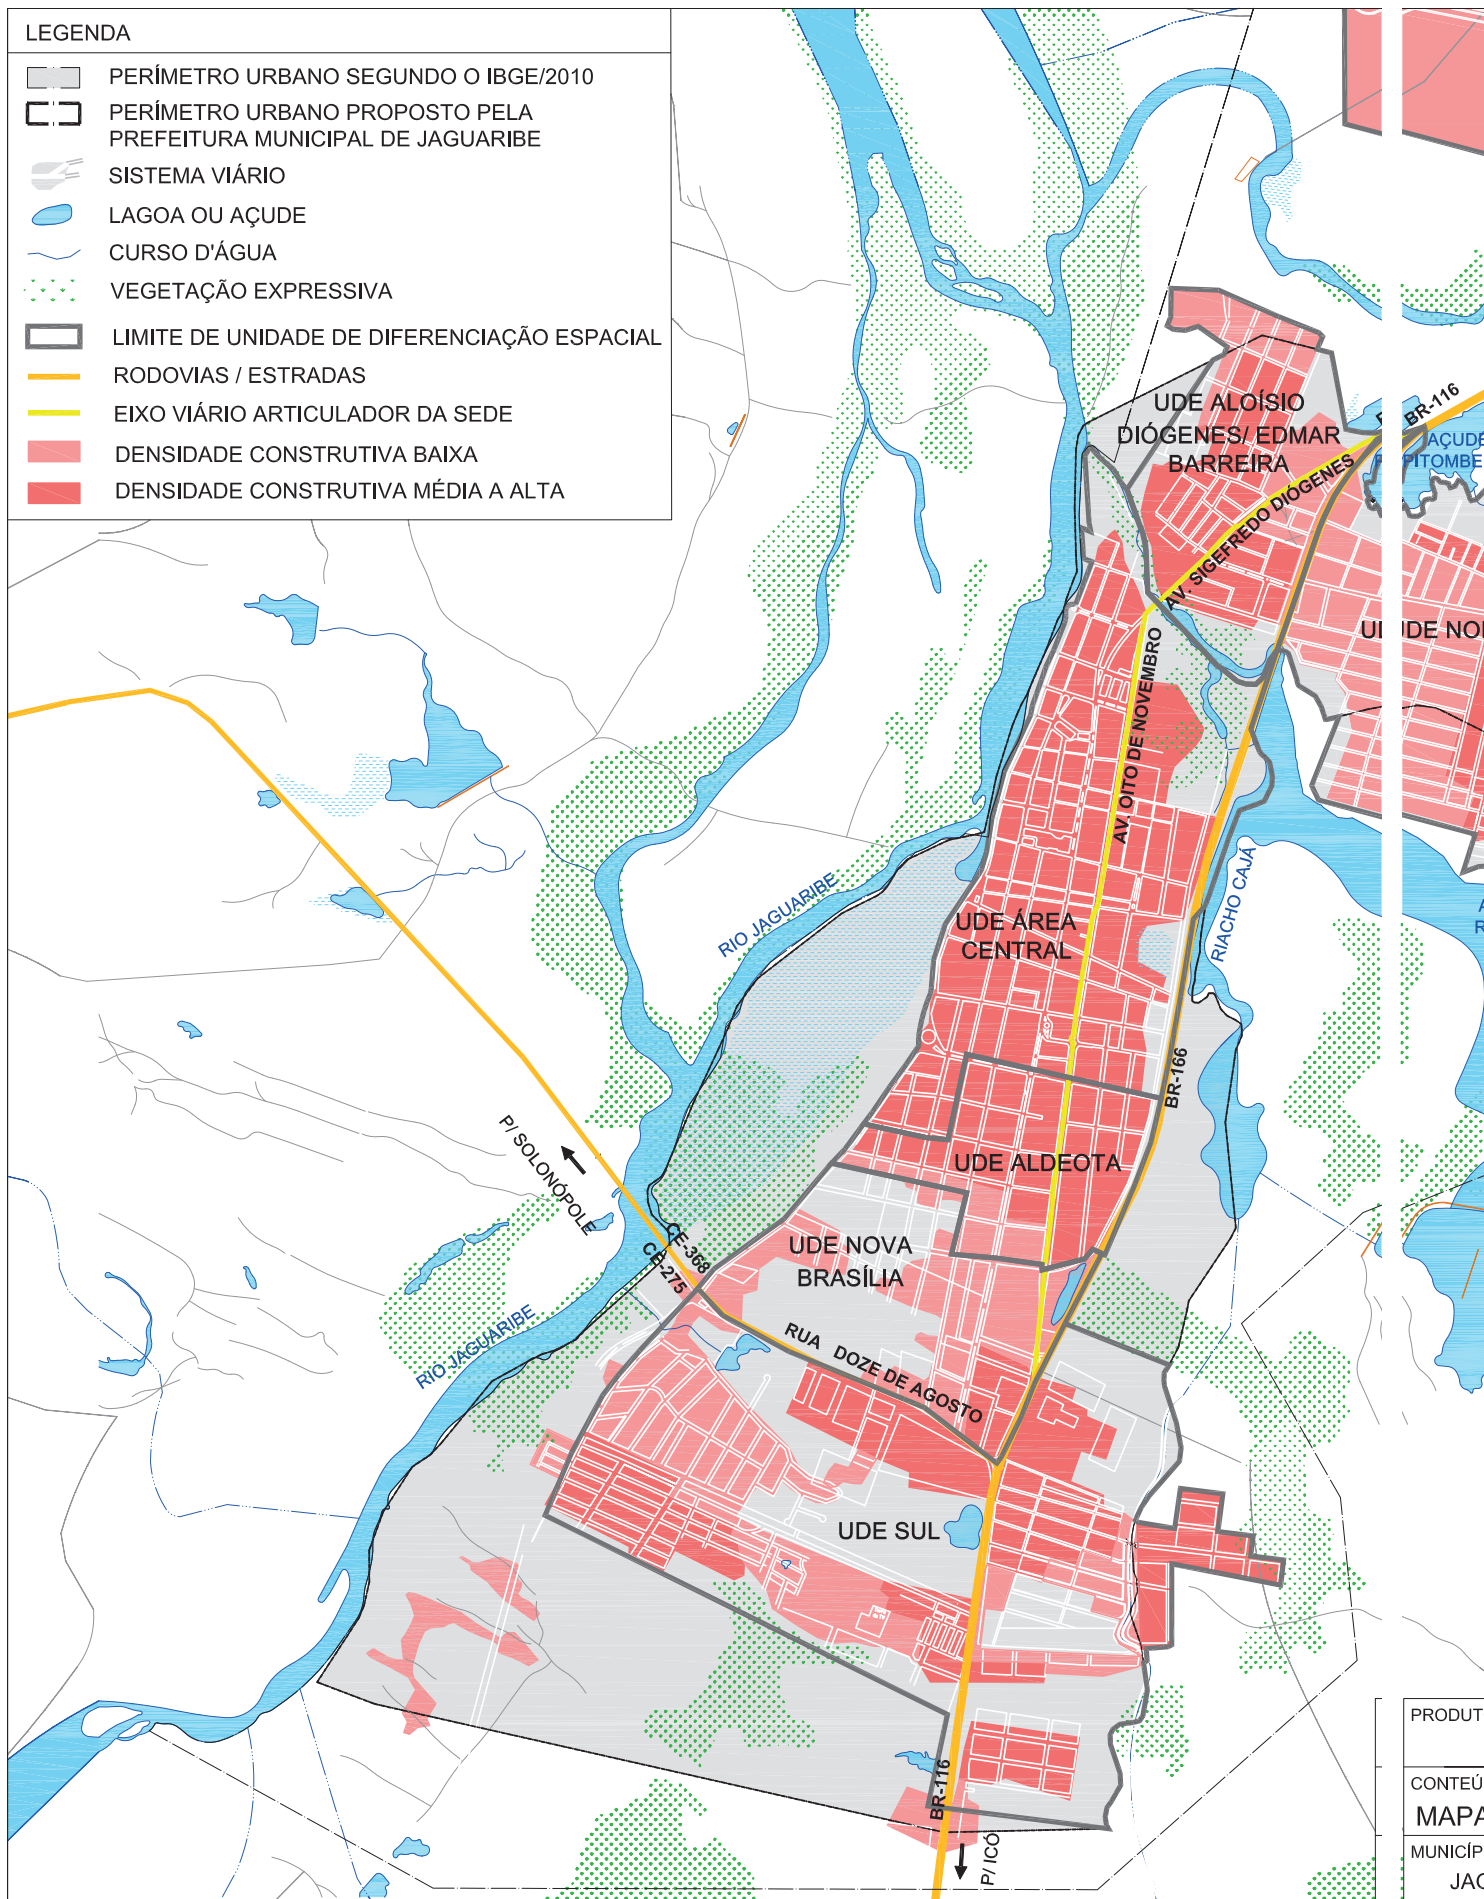 LEGENDA
PERÍMETRO URBANO SEGUNDO O IBGE/2010
PERÍMETRO URBANO PROPOSTO PELA
PREFEITURA MUNICIPAL DE JAGUARIBE
SISTEMA VIÁRIO
LAGOA OU AÇUDE
CURSO D'ÁGUA
VEGETAÇÃO EXPRESSIVA
LIMITE DE UNIDADE DE DIFERENCIAÇÃO ESPACIAL
RODOVIAS / ESTRADAS
EIXO VIÁRIO ARTICULADOR DA SEDE
DENSIDADE CONSTRUTIVA BAIXA
DENSIDADE CONSTRUTIVA MÉDIA A ALTA
BR-116
UDE ALOÍSIO
DIÓGENES/ EDMAR
BARREIRA
AÇUDE
PITOMBE
AV. SIGEFREDO DIÓGENES
UDE NO
AV. OITO DE NOVEMBRO
RIO JAGUARIBE
RIACHO CAJÁ
UDE ÁREA
CENTRAL
BR-166
P/ SOLONÓPOLE
UDE ALDEOTA
CE-368
CE-275
UDE NOVA
BRASÍLIA
RIO JAGUARIBE
RUA DOZE DE AGOSTO
UDE SUL
BR-116
P/ ICÓ
PRODUT
CONTEÚ
MAPA
MUNICÍP
JAG